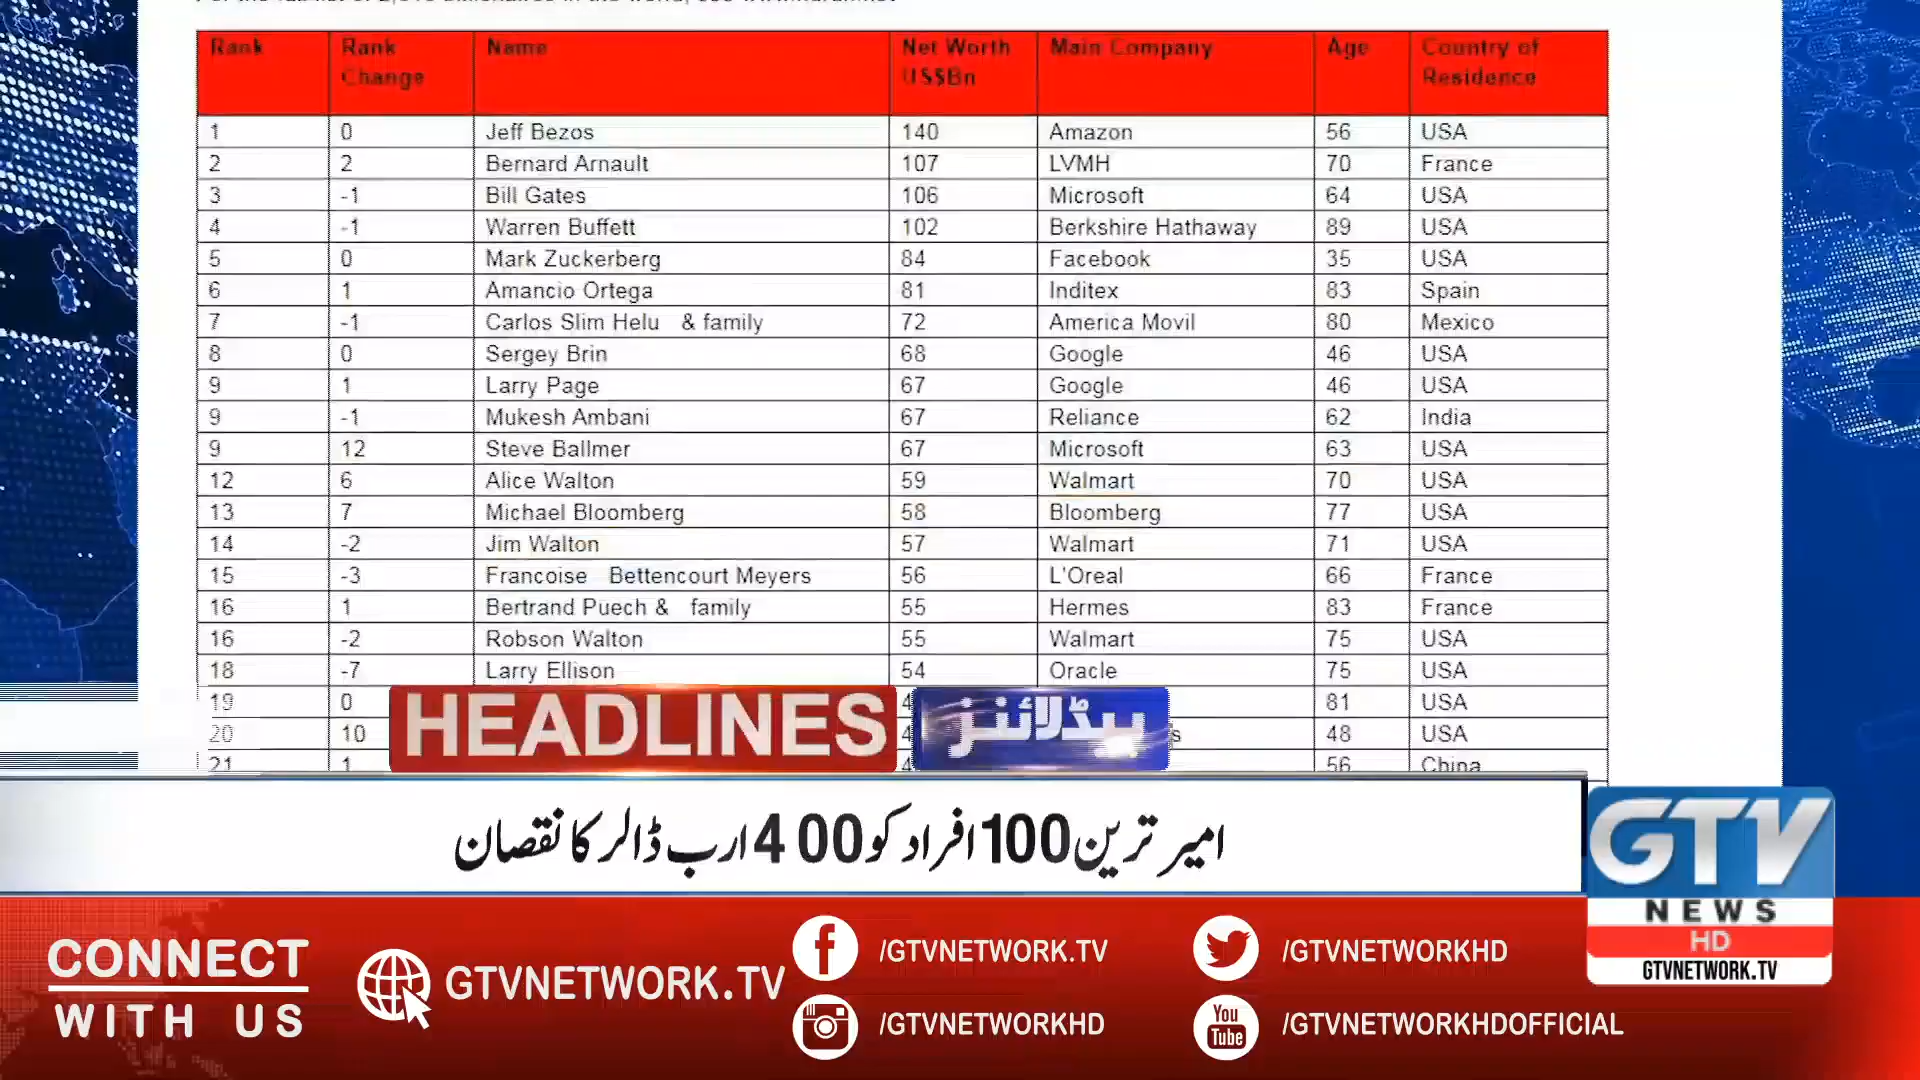 Rank Rank Change Name Net Worth US$Bn Main Company Age Country of Residence
1 0 Jeff Bezos 140 Amazon 56 USA
2 2 Bernard Arnault 107 LVMH 70 France
3 -1 Bill Gates 106 Microsoft 64 USA
4 -1 Warren Buffett 102 Berkshire Hathaway 89 USA
5 0 Mark Zuckerberg 84 Facebook 35 USA
6 1 Amancio Ortega 81 Inditex 83 Spain
7 -1 Carlos Slim Helu & family 72 America Movil 80 Mexico
8 0 Sergey Brin 68 Google 46 USA
9 1 Larry Page 67 Google 46 USA
9 -1 Mukesh Ambani 67 Reliance 62 India
9 12 Steve Ballmer 67 Microsoft 63 USA
12 6 Alice Walton 59 Walmart 70 USA
13 7 Michael Bloomberg 58 Bloomberg 77 USA
14 -2 Jim Walton 57 Walmart 71 USA
15 -3 Francoise Bettencourt Meyers 56 L'Oreal 66 France
16 1 Bertrand Puech & family 55 Hermes 83 France
16 -2 Robson Walton 55 Walmart 75 USA
18 -7 Larry Ellison 54 Oracle 75 USA
19 0 81 USA
20 10 48 USA
21 1 56 China
HEADLINES ہیڈلائنز
امیر ترین 100 افراد کو 400 ارب ڈالر کا نقصان
GTV
NEWS
HD
GTVNETWORK.TV
CONNECT
WITH US
GTVNETWORK.TV
/GTVNETWORK.TV
/GTVNETWORKHD
/GTVNETWORKHD
You
Tube
/GTVNETWORKHDOFFICIAL